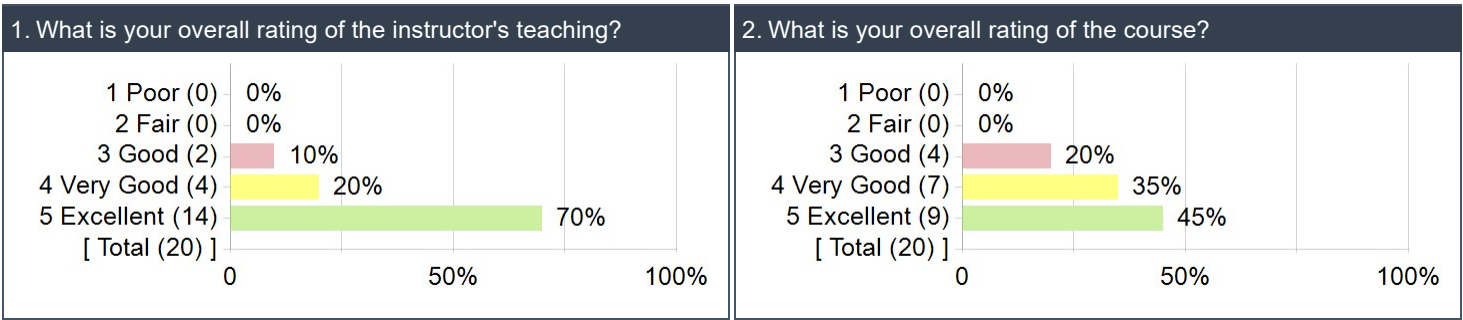 1. What is your overall rating of the instructor's teaching?
1 Poor (0) 0%
2 Fair (0) 0%
3 Good (2) 10%
4 Very Good (4) 20%
5 Excellent (14) 70%
[ Total (20) ]
0 50% 100%
2. What is your overall rating of the course?
1 Poor (0) 0%
2 Fair (0) 0%
3 Good (4) 20%
4 Very Good (7) 35%
5 Excellent (9) 45%
[ Total (20) ]
0 50% 100%